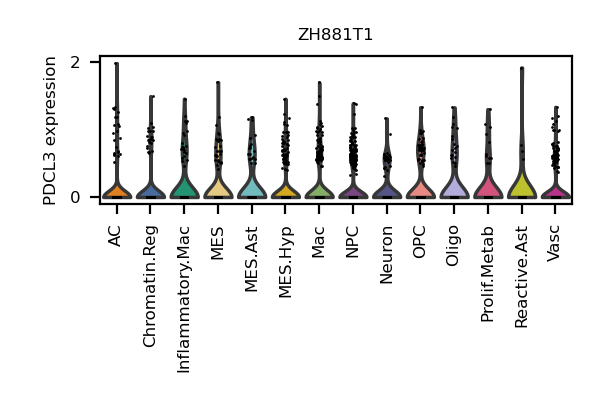 ZH881T1
PDCL3 expression
2
0
AC
Chromatin.Reg
Inflammatory.Mac
MES
MES.Ast
MES.Hyp
Mac
NPC
Neuron
OPC
Oligo
Prolif.Metab
Reactive.Ast
Vasc